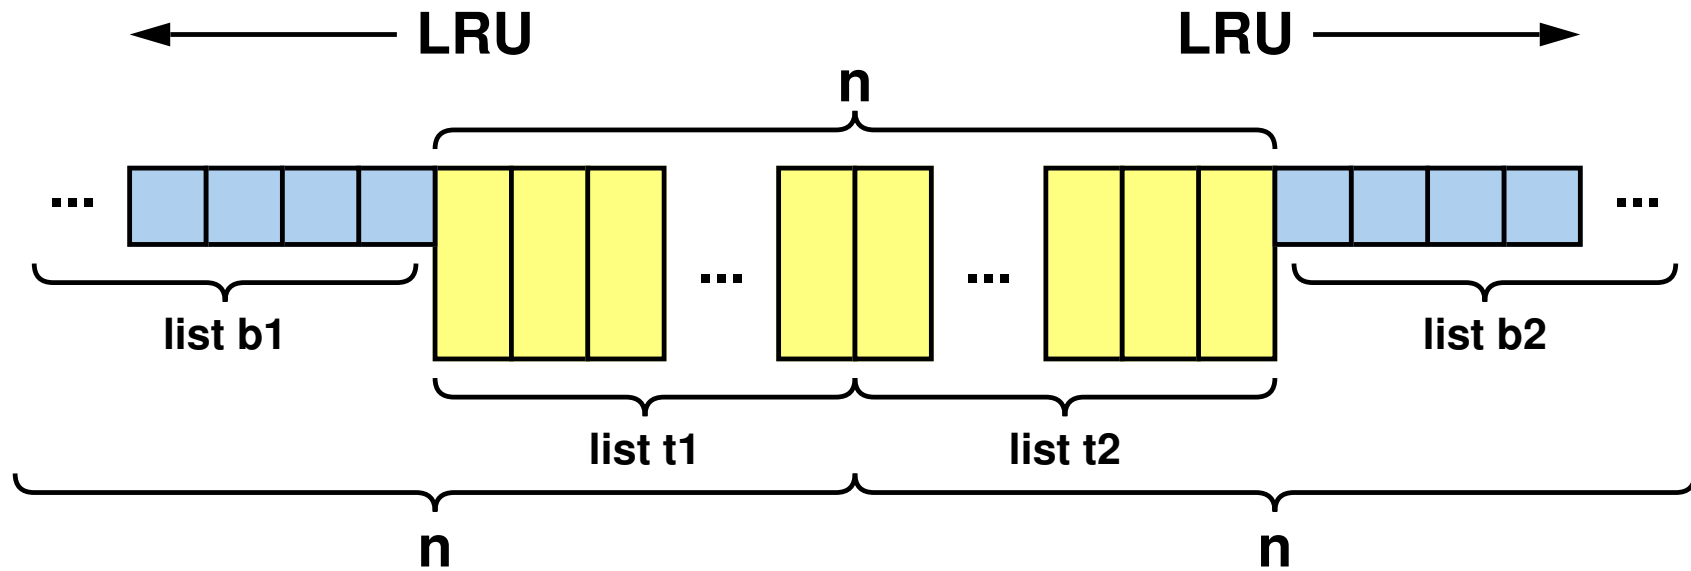 LRU LRU
n
... ...
... ...
list b1 list b2
list t1 list t2
n n